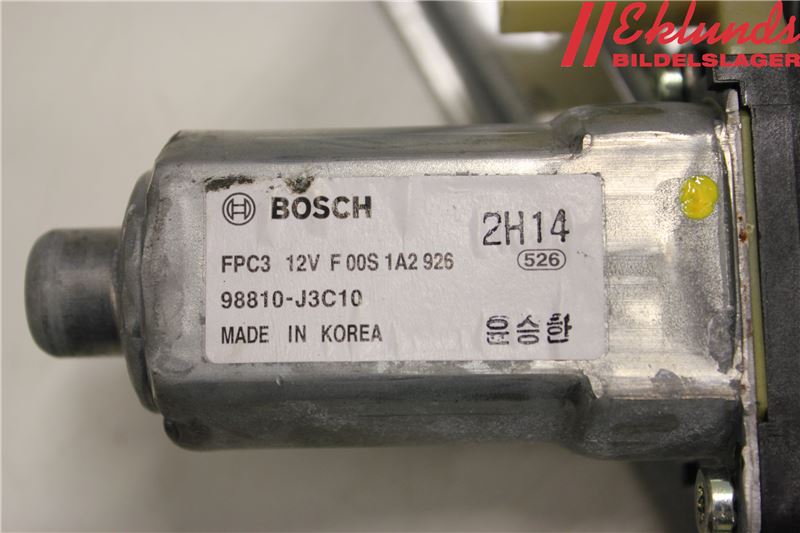 Eklunds
BILDELSLAGER
BOSCH
2H14
FPC3 12V F 00S 1A2 926
526
98810-J3C10
MADE IN KOREA
윤승한